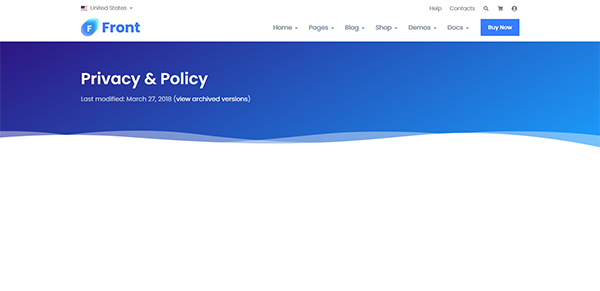 United States
Help Contacts
F Front
Home Pages Blog Shop Demos Docs Buy Now
Privacy & Policy
Last modified: March 27, 2018 (view archived versions)